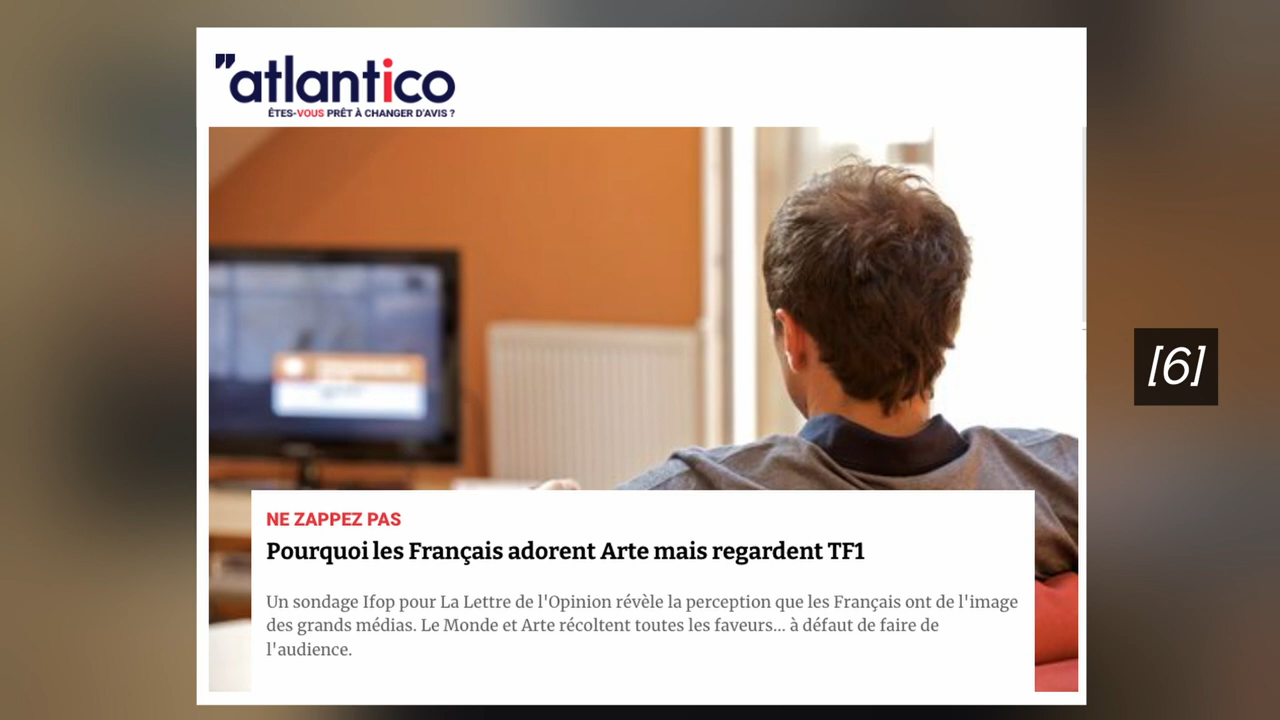 ”atlantico
ÊTES-VOUS PRÊT À CHANGER D'AVIS ?
[6]
NE ZAPPEZ PAS
Pourquoi les Français adorent Arte mais regardent TF1
Un sondage Ifop pour La Lettre de l'Opinion révèle la perception que les Français ont de l'image
des grands médias. Le Monde et Arte récoltent toutes les faveurs... à défaut de faire de
l'audience.